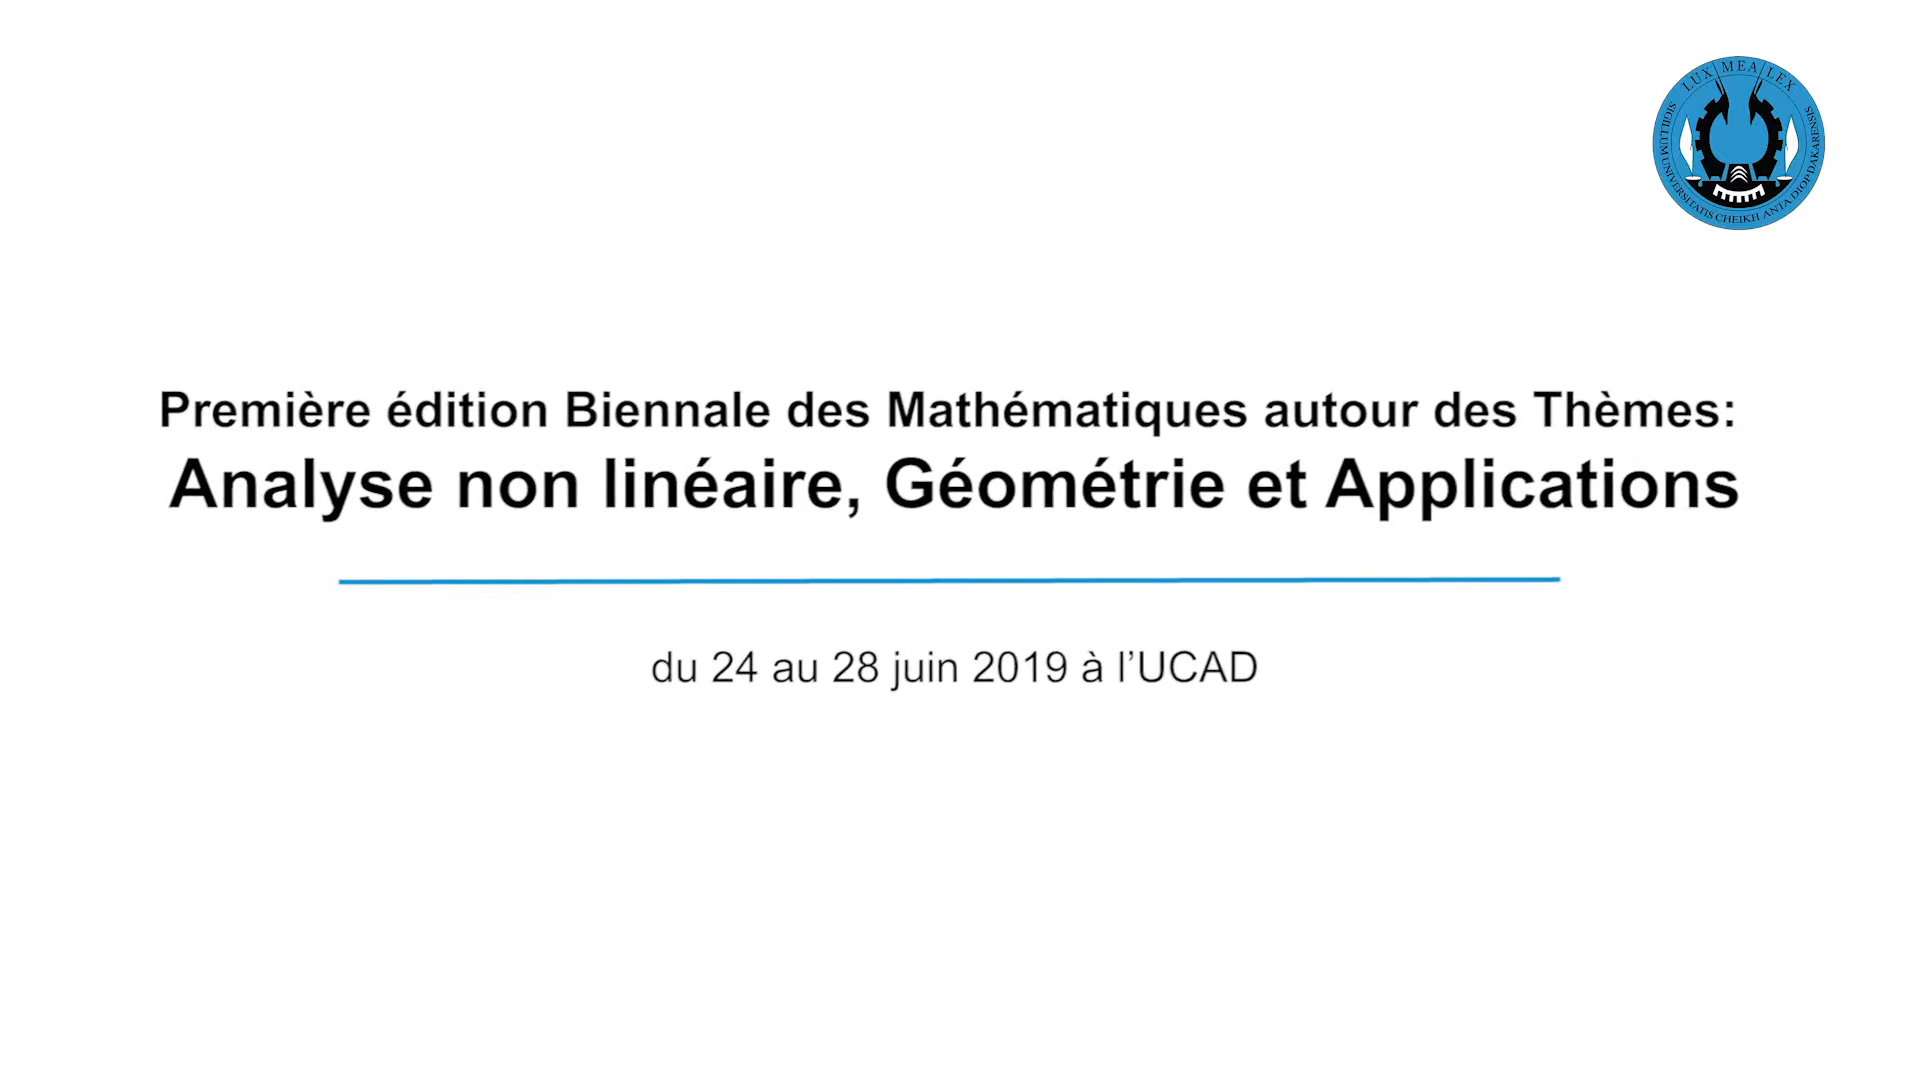 LUX MEA LEX
SIGILLUM UNIVERSITATIS CHEIKH ANTA DIOP DAKARENSIS
Première édition Biennale des Mathématiques autour des Thèmes:
Analyse non linéaire, Géométrie et Applications
du 24 au 28 juin 2019 à l’UCAD